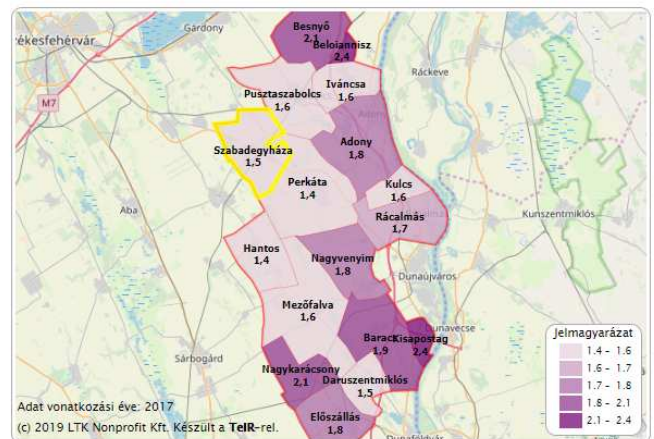 Gárdony
Besnyő
2,1
Beloiannisz
2,4
Ráckeve
M7
Pusztaszabolcs
1,6
Iváncsa
1,6
Szabadegyháza
1,5
Adony
1,8
Perkáta
1,4
Kulcs
1,6
Aba
Rácalmás
1,7
Kunszentmiklós
Hantos
1,4
Nagyvenyim
1,8
Dunaújváros
Mezőfalva
1,6
Baracs
1,9
Kisapostag
2,4
Sárbogárd
Nagykarácsony
2,1
Daruszentmiklós
1,5
Előszállás
1,8
Jelmagyarázat
1.4 - 1.6
1.6 - 1.7
1.7 - 1.8
1.8 - 2.1
2.1 - 2.4
Adat vonatkozási éve: 2017
(c) 2019 LTK Nonprofit Kft. Készült a TeIR-rel.